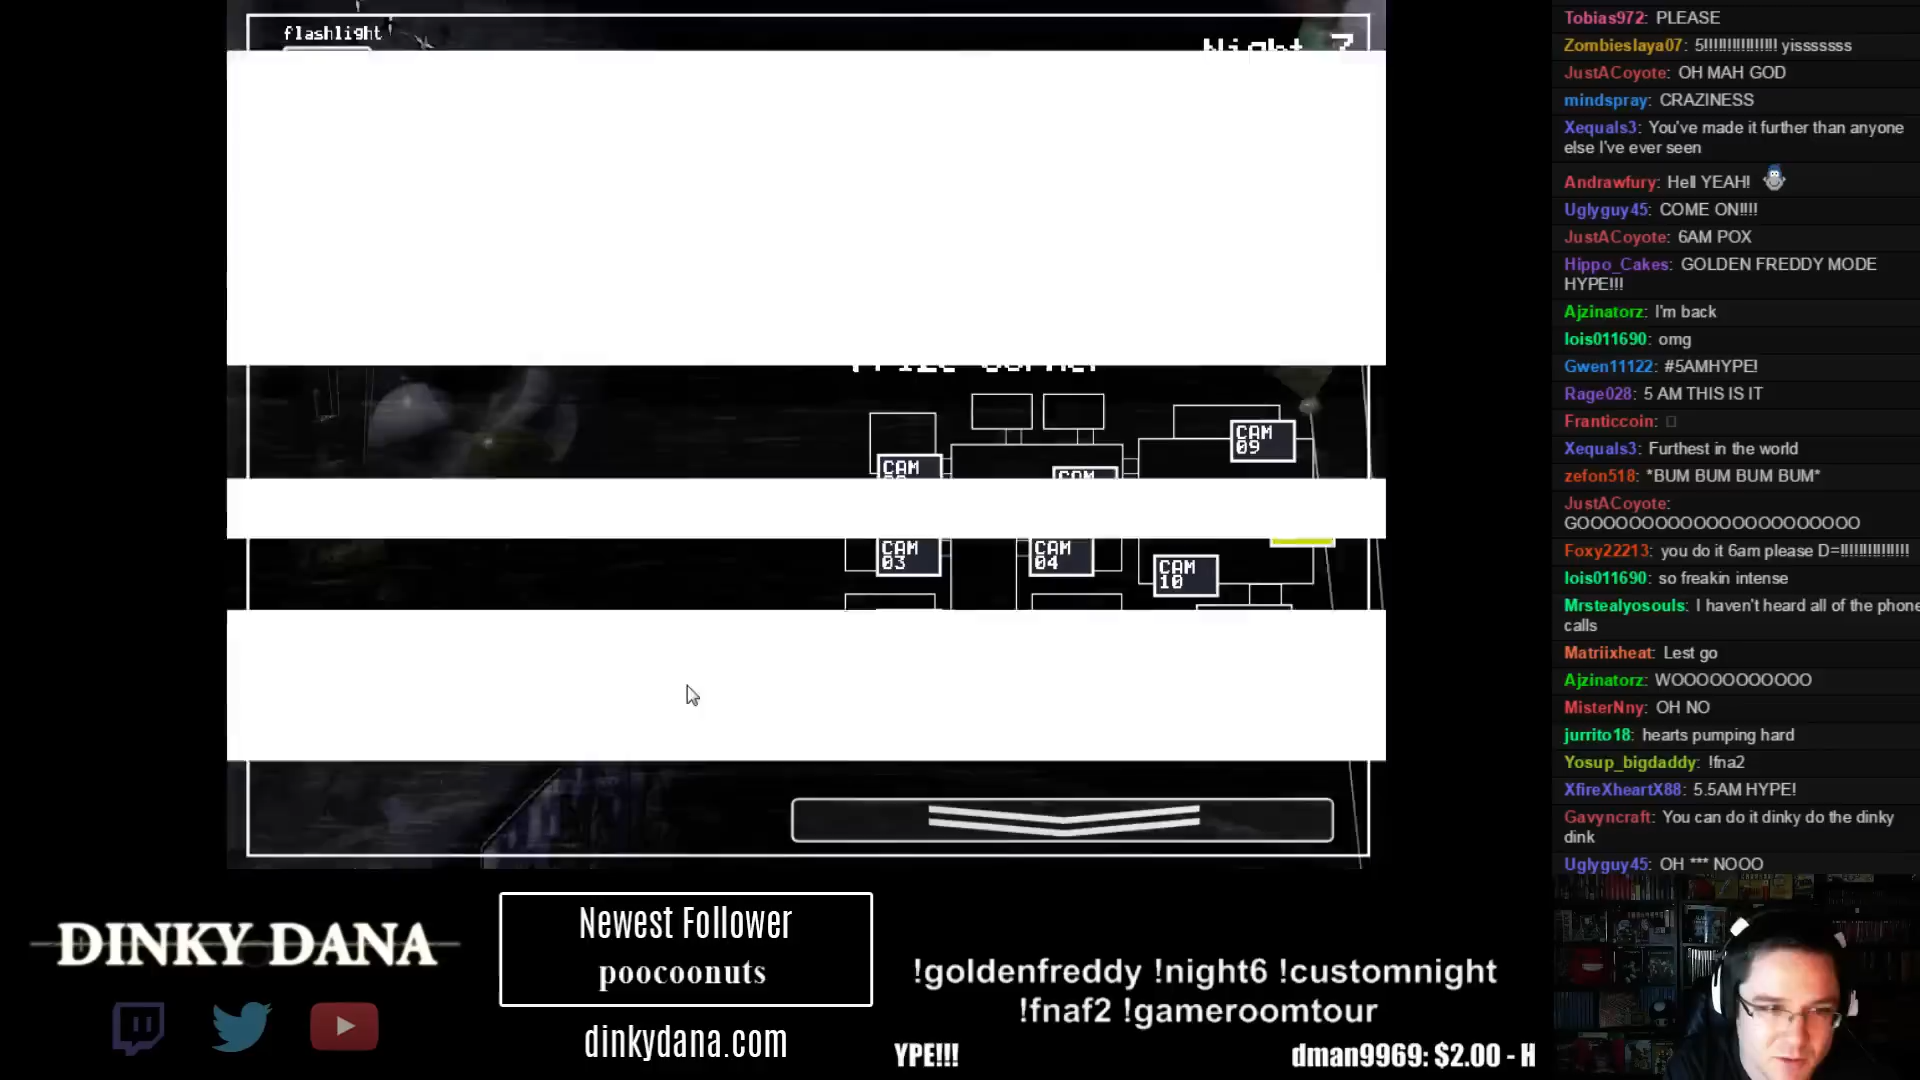 flashlight
Night 7
Prize Corner
CAM
09
CAM
CAM
CAM
03
CAM
04
CAM
10
Tobias972: PLEASE
Zombieslaya07: 5!!!!!!!!!!!!!!!! yisssssss
JustACoyote: OH MAH GOD
mindspray: CRAZINESS
Xequals3: You've made it further than anyone
else I've ever seen
Andrawfury: Hell YEAH!
Uglyguy45: COME ON!!!!
JustACoyote: 6AM POX
Hippo_Cakes: GOLDEN FREDDY MODE
HYPE!!!
Ajzinatorz: I'm back
lois011690: omg
Gwen11122: #5AMHYPE!
Rage028: 5 AM THIS IS IT
Franticcoin:
Xequals3: Furthest in the world
zefon518: *BUM BUM BUM BUM*
JustACoyote:
GOOOOOOOOOOOOOOOOOOOOOO
Foxy22213: you do it 6am please D=!!!!!!!!!!!!!!
lois011690: so freakin intense
Mrstealyosouls: I haven't heard all of the phone
calls
Matriixheat: Lest go
Ajzinatorz: WOOOOOOOOOOO
MisterNny: OH NO
jurrito18: hearts pumping hard
Yosup_bigdaddy: !fna2
XfireXheartX88: 5.5AM HYPE!
Gavyncraft: You can do it dinky do the dinky
dink
Uglyguy45: OH *** NOOO
DINKY DANA
Newest Follower
poocoonuts
dinkydana.com
!goldenfreddy !night6 !customnight
!fnaf2 !gameroomtour
YPE!!! dman9969: $2.00 - H